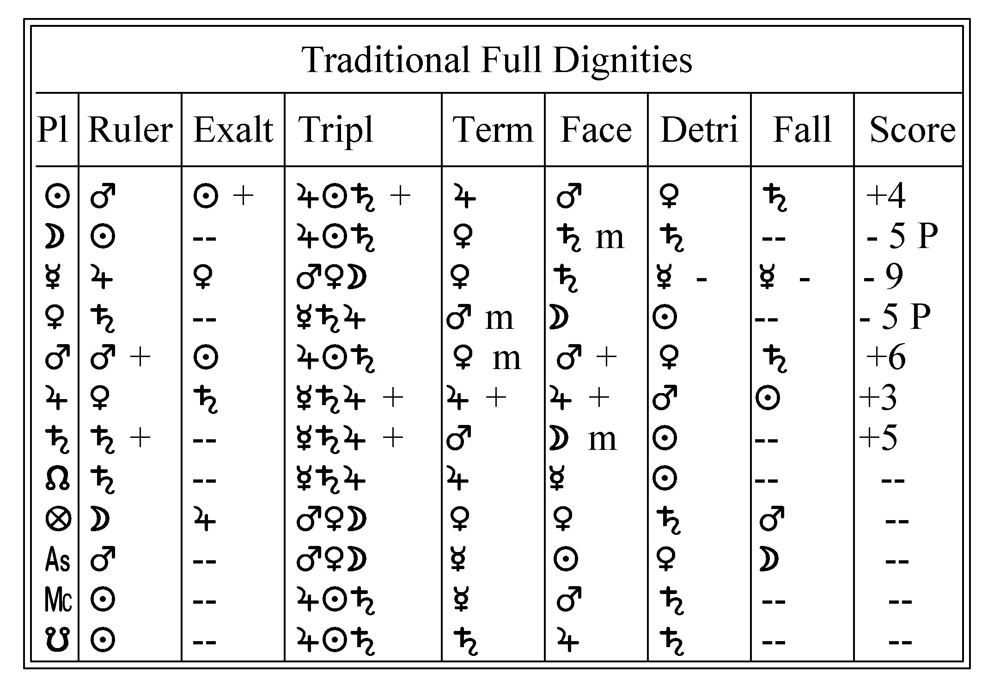 Traditional Full Dignities
Pl Ruler Exalt Tripl Term Face Detri Fall Score
☉ ♂ ☉ + ♃☉♄ + ♃ ♂ ♀ ♄ +4
☽ ☉ -- ♃☉♄ ♀ ♄ m ♄ -- - 5 P
☿ ♃ ♀ ♂♀☽ ♀ ♄ ☿ - ☿ - - 9
♀ ♄ -- ☿♄♃ ♂ m ☽ ☉ -- - 5 P
♂ ♂ + ☉ ♃☉♄ ♀ m ♂ + ♀ ♄ +6
♃ ♀ ♄ ☿♄♃ + ♃ + ♃ + ♂ ☉ +3
♄ ♄ + -- ☿♄♃ + ♂ ☽ m ☉ -- +5
☊ ♄ -- ☿♄♃ ♃ ☿ ☉ -- --
⊗ ☽ ♃ ♂♀☽ ♀ ♀ ♄ ♂ --
As ♂ -- ♂♀☽ ☿ ☉ ♀ ☽ --
Mc ☉ -- ♃☉♄ ☿ ♂ ♄ -- --
☋ ☉ -- ♃☉♄ ♄ ♃ ♄ -- --